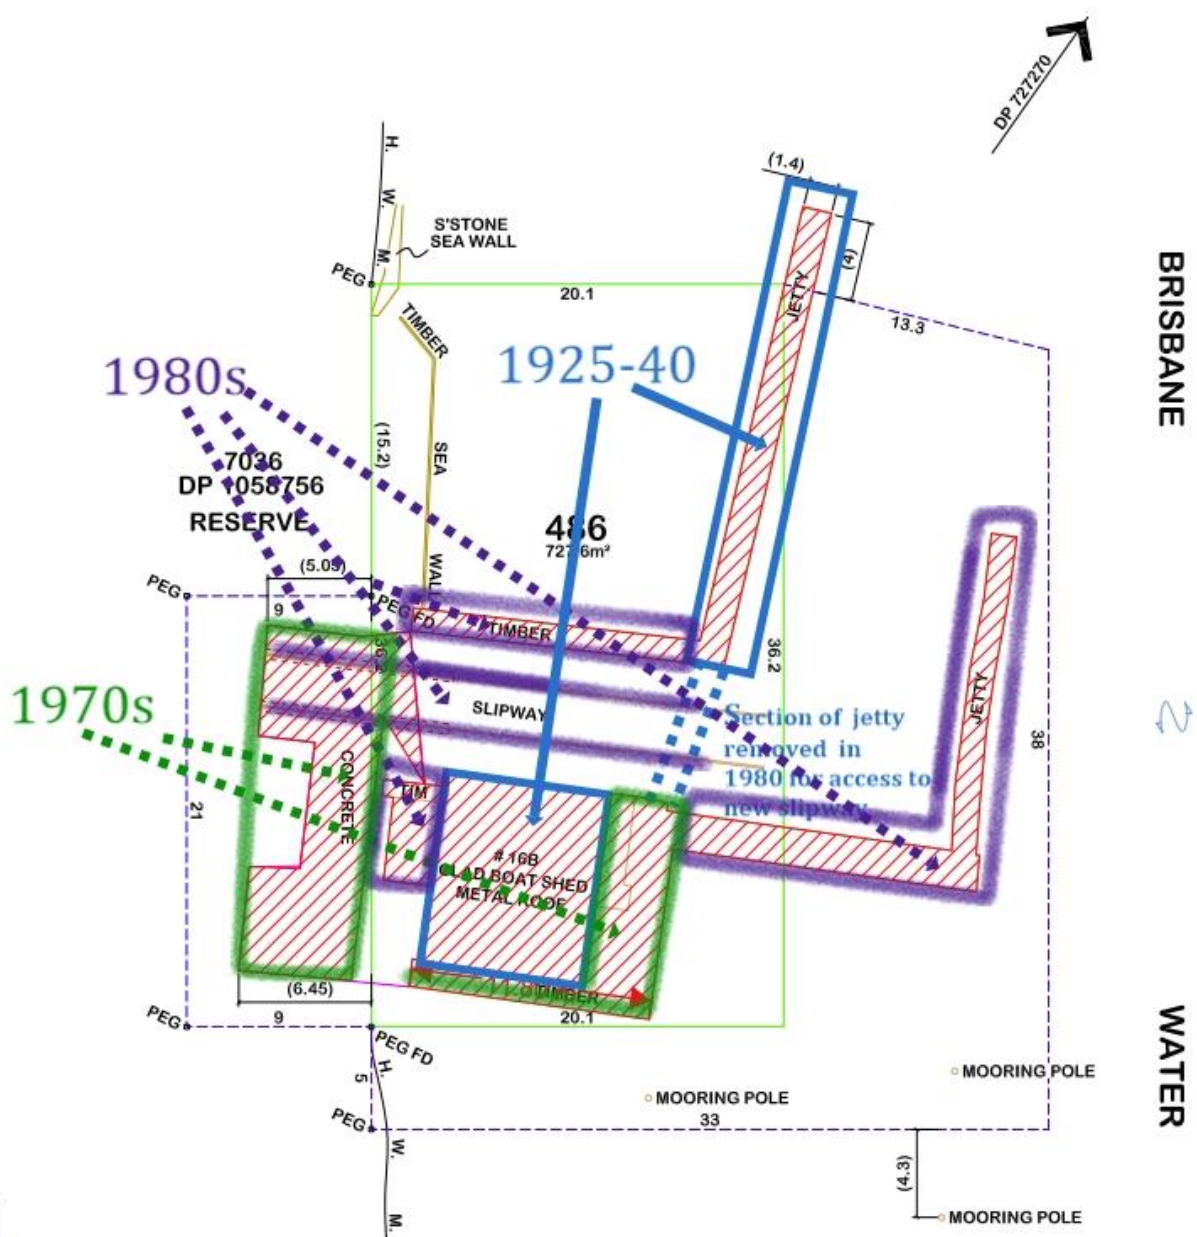 DP 727270
(1.4)
H.
W.
M.
S'STONE
SEA WALL
PEG
20.1
(4)
JETTY
13.3
BRISBANE
TIMBER
1980s
1925-40
(15.2)
SEA
7036
DP 1058756
RESERVE
486
WALL
(5.05)
PEG
9
PEG FD
TIMBER
36.2
JETTY
1970s
SLIPWAY
Section of jetty
removed in
1980 for access to
new slipway
38
21
CONCRETE
TIM
# 16B
CLAD BOAT SHED
METAL ROOF
(6.45)
TIMBER
9
20.1
PEG
PEG FD
WATER
H.
5
MOORING POLE
MOORING POLE
PEG
33
W.
(4.3)
M.
MOORING POLE